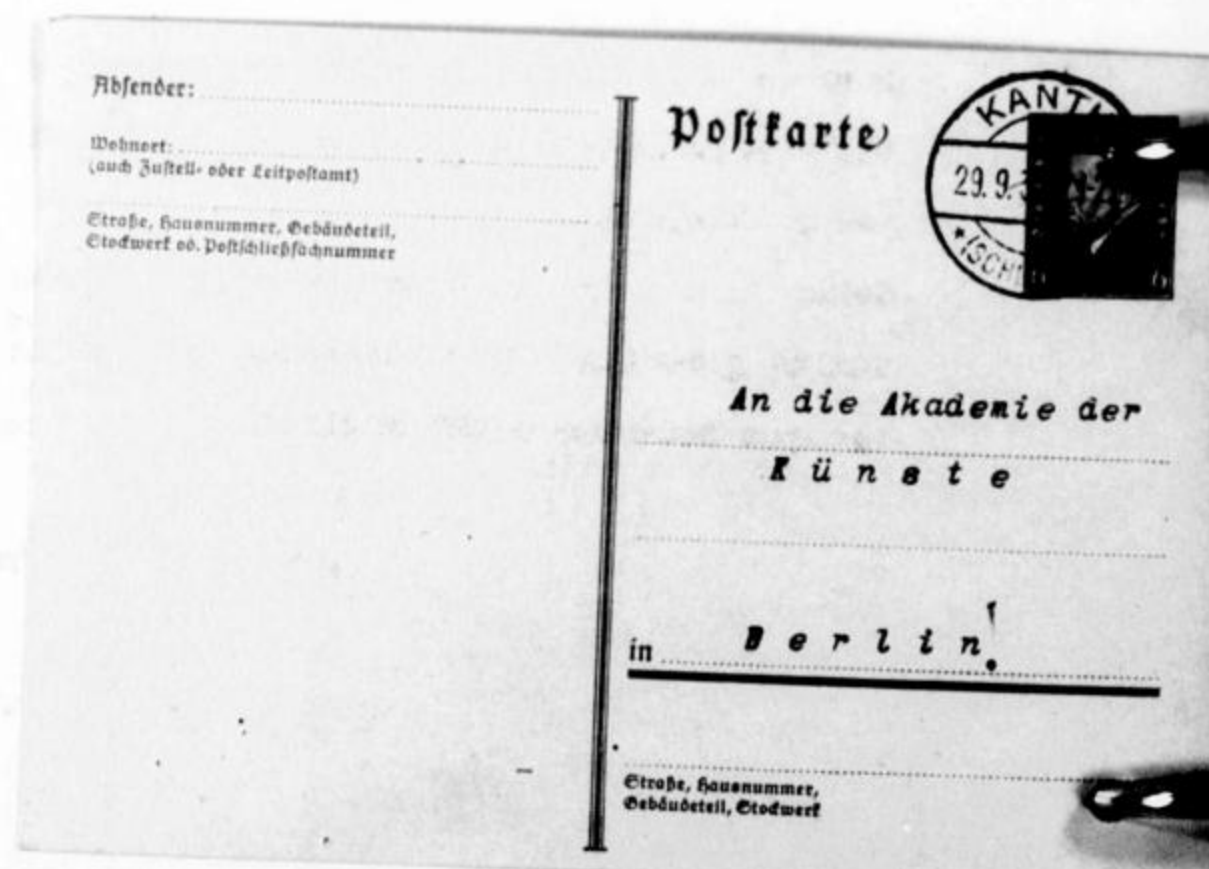 Absender:
Wohnort:
(auch Zustell- oder Leitpostamt)
Straße, Hausnummer, Gebäudeteil,
Stockwerk od. Postschließfachnummer
Postkarte
29. 9.
An die Akademie der
K ü n s t e
in B e r l i n!
Straße, Hausnummer,
Gebäudeteil, Stockwerk